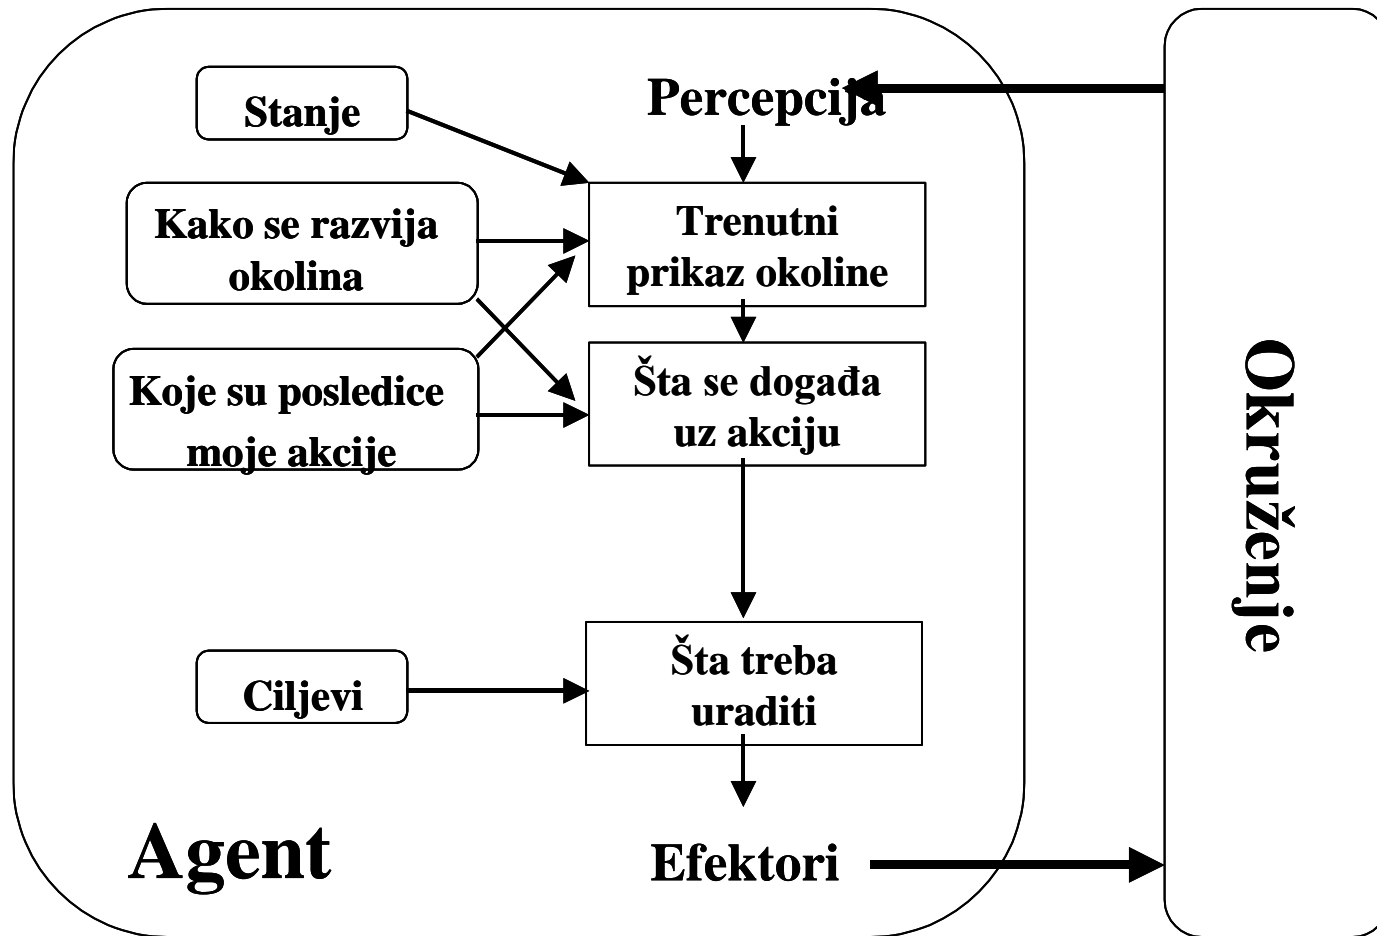 Stanje
Percepcija
Kako se razvija
okolina
Trenutni
prikaz okoline
Koje su posledice
moje akcije
Šta se događa
uz akciju
Ciljevi
Šta treba
uraditi
Agent
Efektori
Okruženje